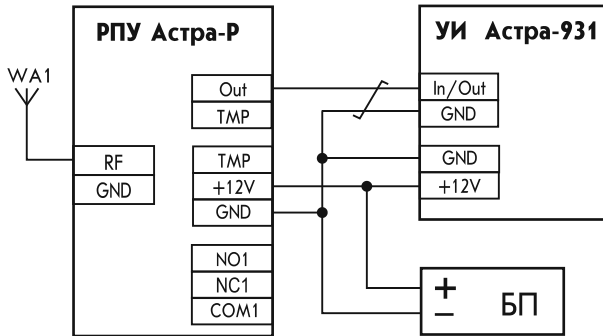 РПУ Астра-Р
УИ Астра-931
WA1
Out
TMP
In/Out
GND
RF
GND
TMP
+12V
GND
GND
+12V
NO1
NC1
COM1
+
−
БП